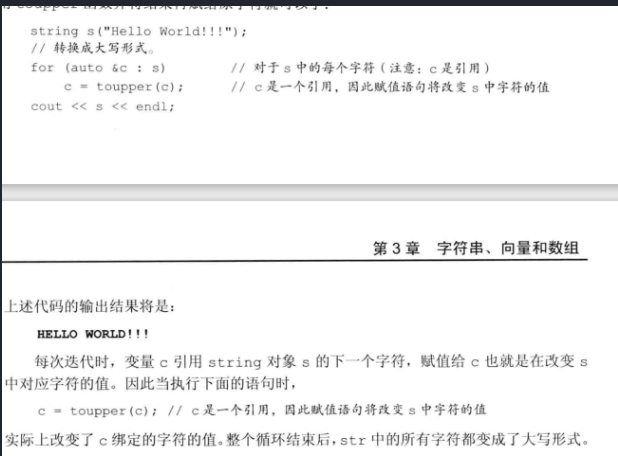 string s("Hello World!!!");
// 转换成大写形式。
for (auto &c : s) // 对于 s 中的每个字符（注意：c 是引用）
c = toupper(c); // c 是一个引用，因此赋值语句将改变 s 中字符的值
cout << s << endl;
第 3 章 字符串、向量和数组
上述代码的输出结果将是：
HELLO WORLD!!!
每次迭代时，变量 c 引用 string 对象 s 的下一个字符，赋值给 c 也就是在改变 s
中对应字符的值。因此当执行下面的语句时，
c = toupper(c); // c 是一个引用，因此赋值语句将改变 s 中字符的值
实际上改变了 c 绑定的字符的值。整个循环结束后，str 中的所有字符都变成了大写形式。